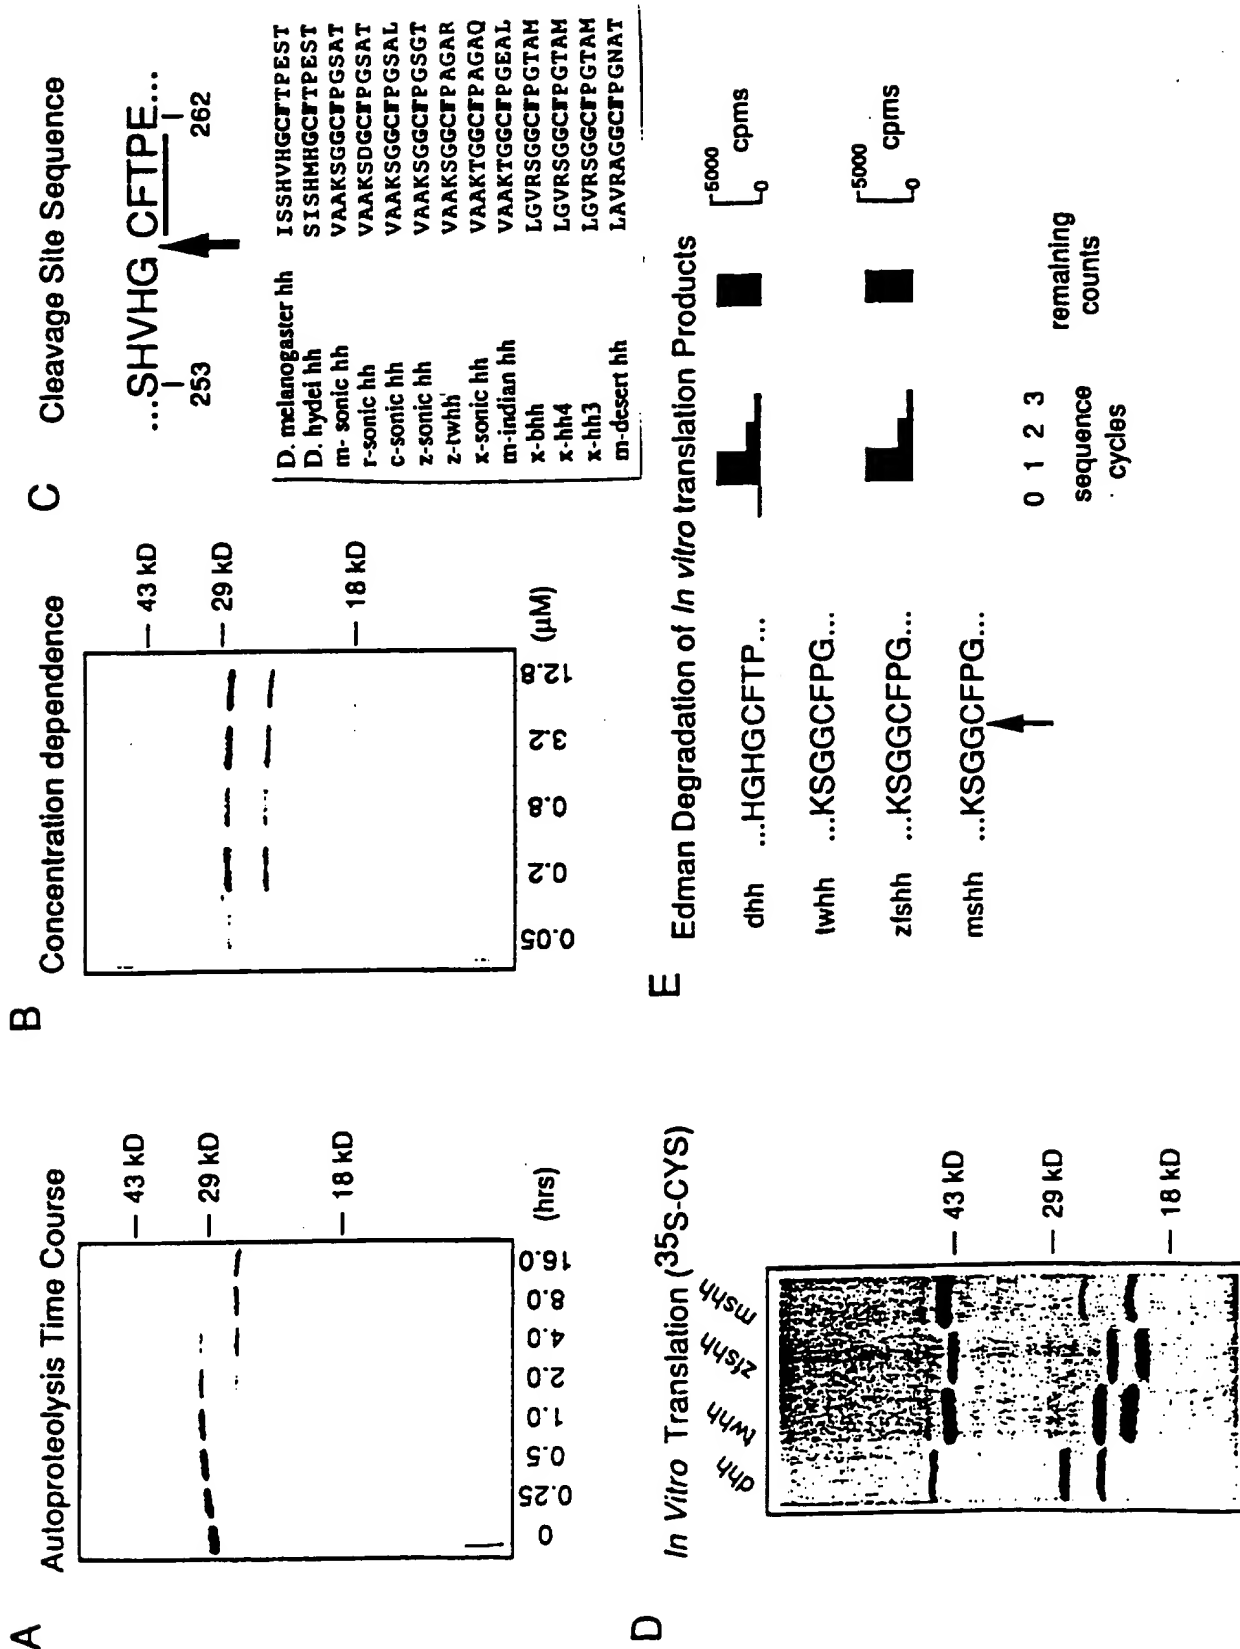 A
Autoproteolysis Time Course
43 kD
29 kD
18 kD
0 0.25 0.5 1.0 2.0 4.0 8.0 16.0 (hrs)
B
Concentration dependence
43 kD
29 kD
18 kD
0.05 0.2 0.8 3.2 12.8 (µM)
C
Cleavage Site Sequence
...SHVHG CFTPE...
253 262
D. melanogaster hh ISSHVHGCFTPEST
D. hydei hh SISHMHGCFTPEST
m- sonic hh VAAKSGGCFPGSAT
r-sonic hh VAAKSDGCFPGSAT
c-sonic hh VAAKSGGCFPGSAL
z-sonic hh VAAKSGGCFPGSGT
z-twhh VAAKSGGCFPAGAR
x-sonic hh VAAKTGGCFPAGAQ
m-indian hh VAAKTGGCFPGEAL
x-bhh LGVRSGGCFPGTAM
x-hh4 LGVRSGGCFPGTAM
x-hh3 LGVRSGGCFPGTAM
m-desert hh LAVRAGGCFPGNAT
D
In Vitro Translation (35S-CYS)
dhh twhh zfshh mshh
43 kD
29 kD
18 kD
E
Edman Degradation of In vitro translation Products
dhh ...HGHGCFTP...
twhh ...KSGGCFPG...
zfshh ...KSGGCFPG...
mshh ...KSGGCFPG...
5000
0
cpms
5000
0
cpms
0 1 2 3
sequence
cycles
remaining
counts